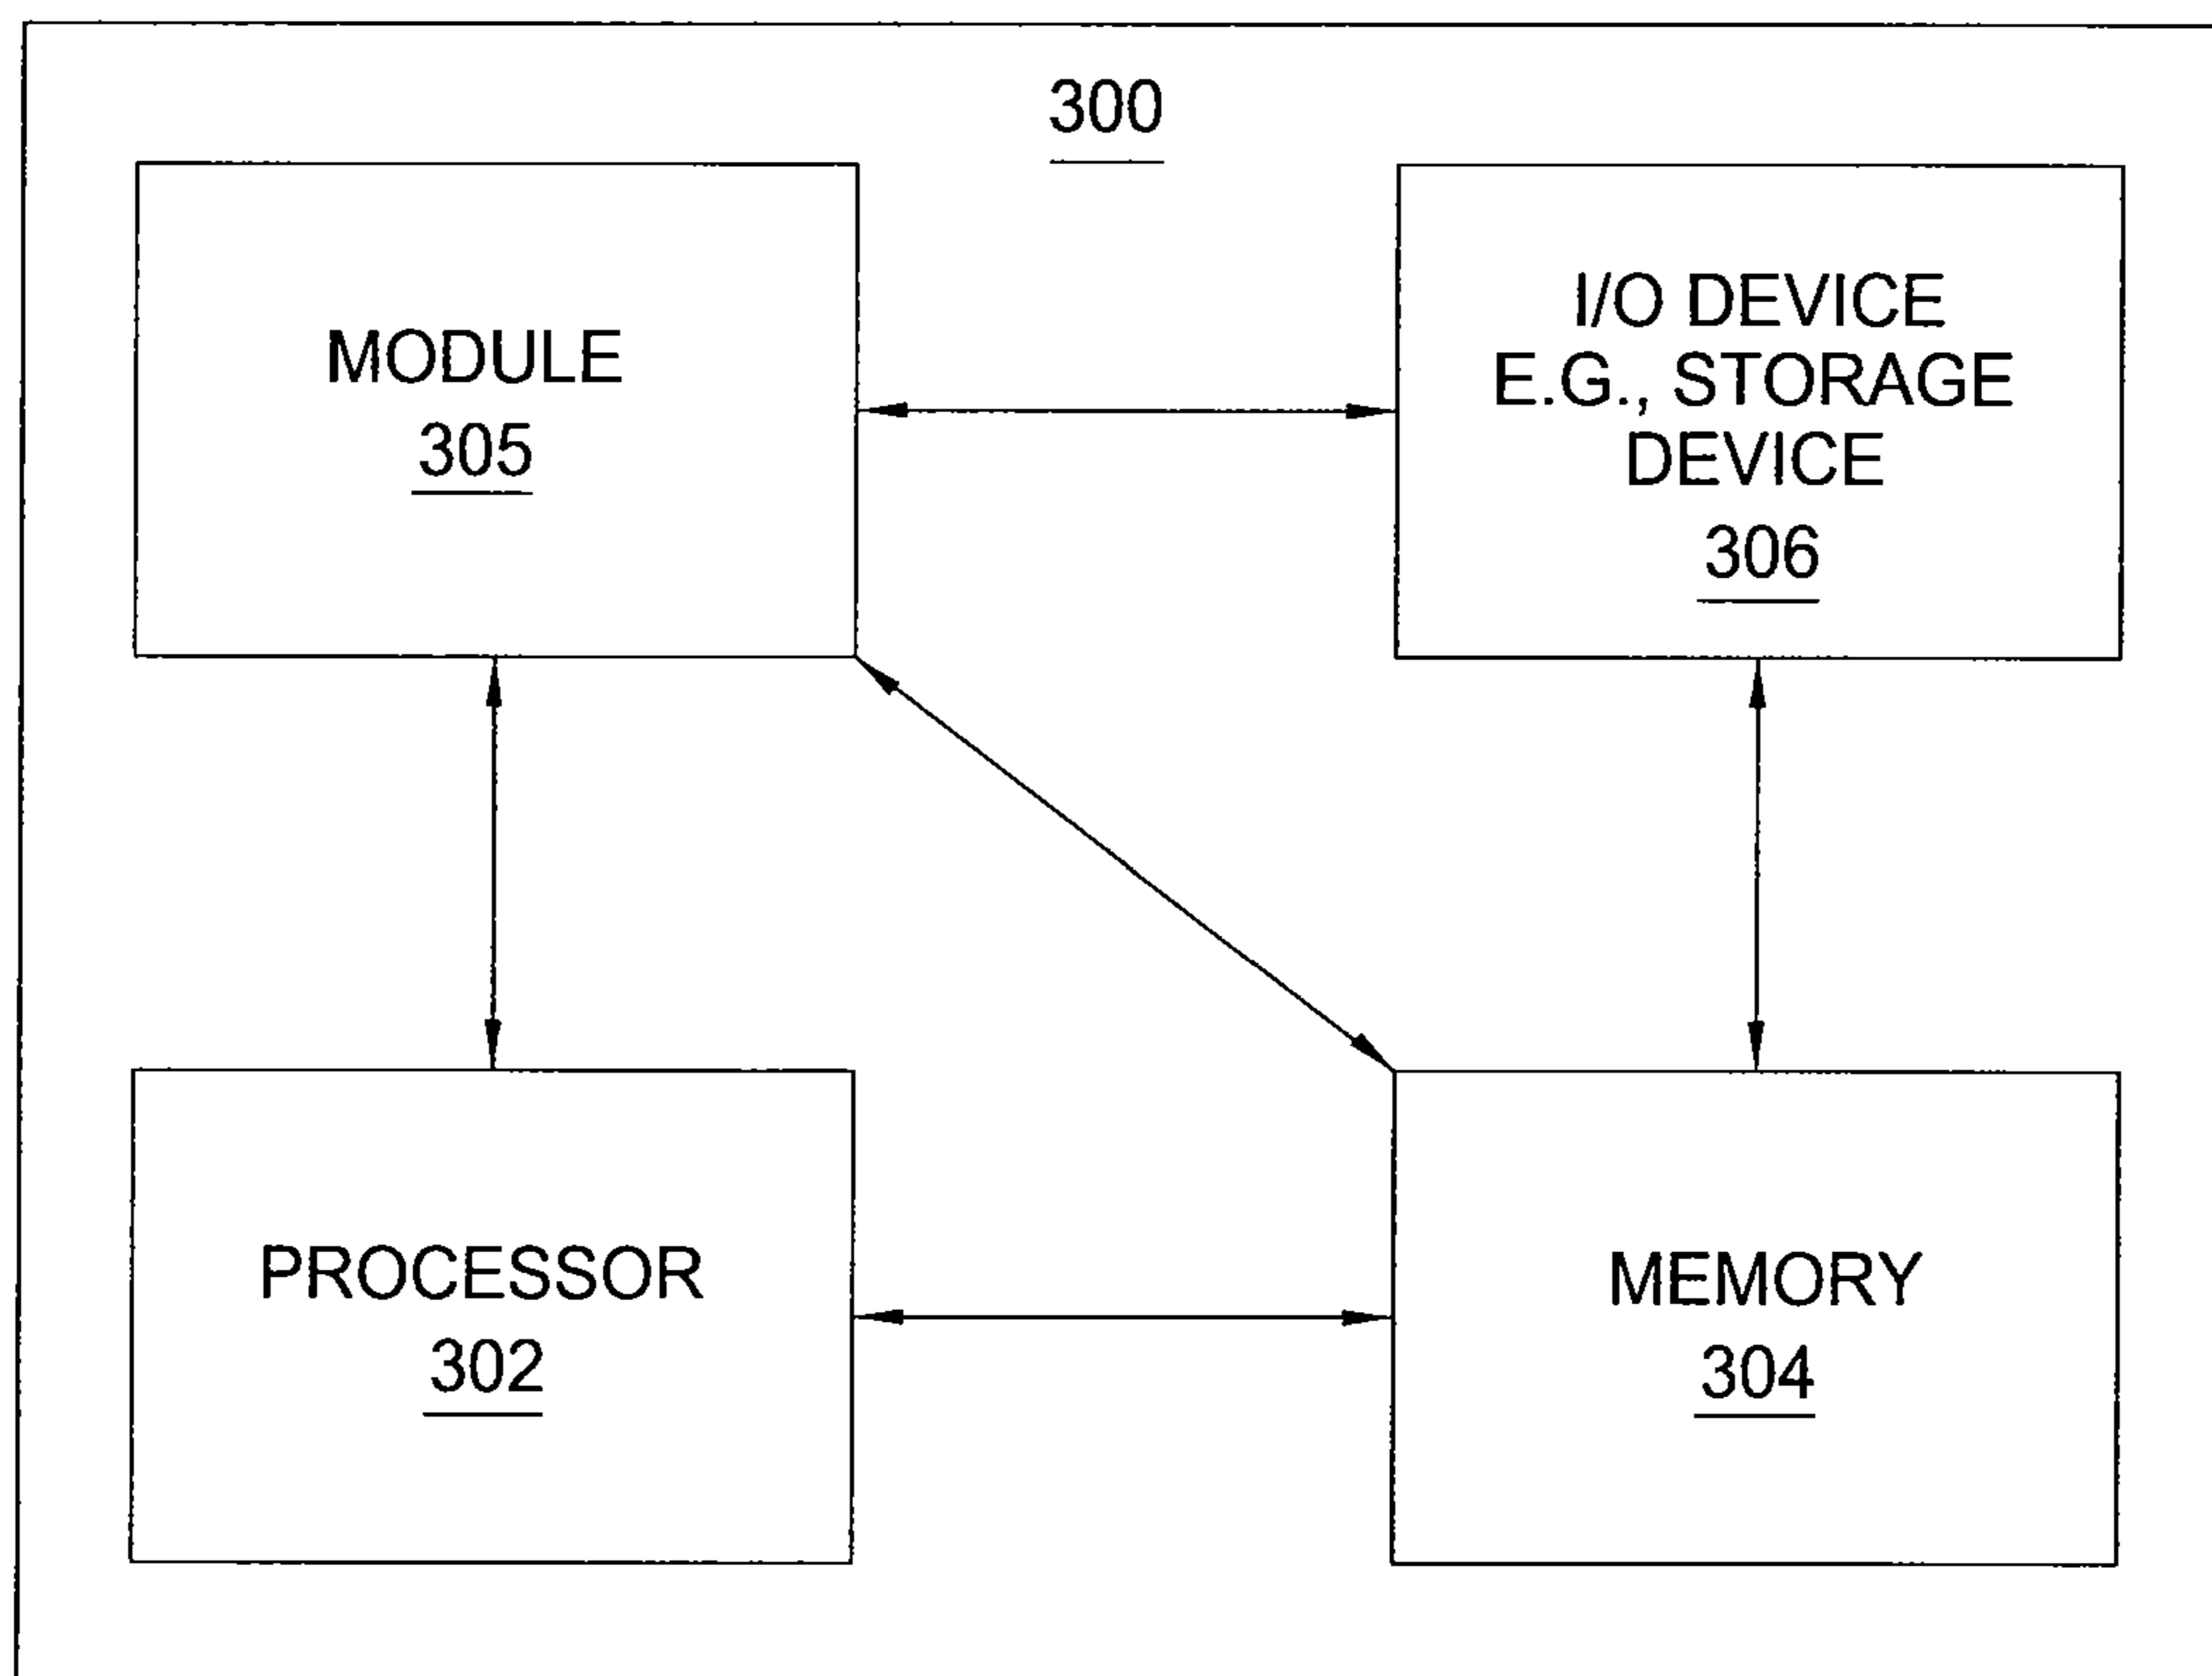 300
MODULE
305
I/O DEVICE
E.G., STORAGE
DEVICE
306
PROCESSOR
302
MEMORY
304